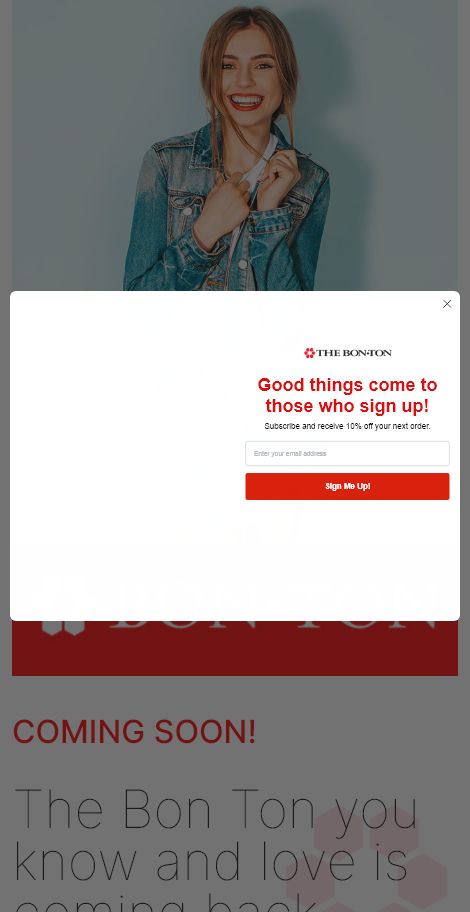 THE BON•TON
Good things come to
those who sign up!
Subscribe and receive 10% off your next order.
Enter your email address
Sign Me Up!
BON•TON
COMING SOON!
The Bon Ton you
know and love is
coming back